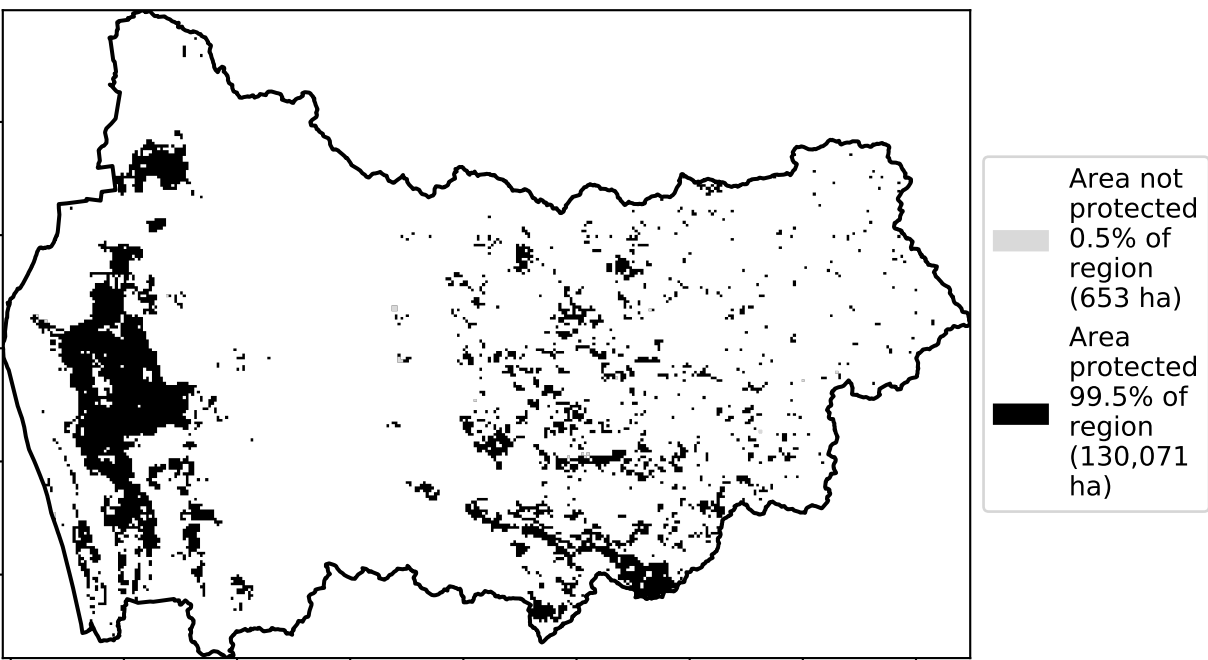 Area not
protected
0.5% of
region
(653 ha)
Area
protected
99.5% of
region
(130,071
ha)